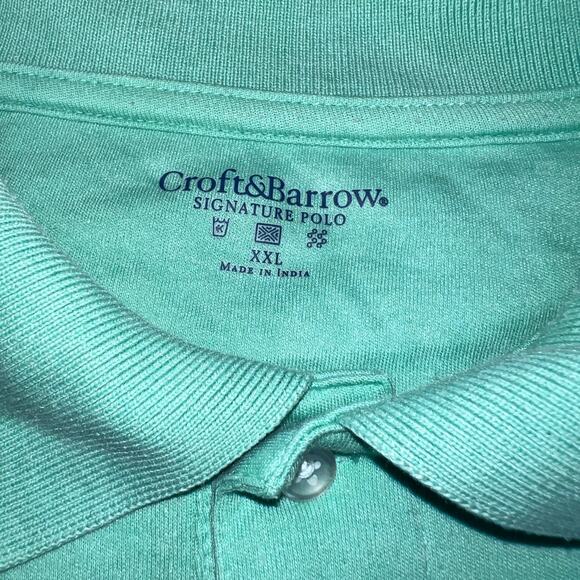 Croft&Barrow®
SIGNATURE POLO
XXL
MADE IN INDIA